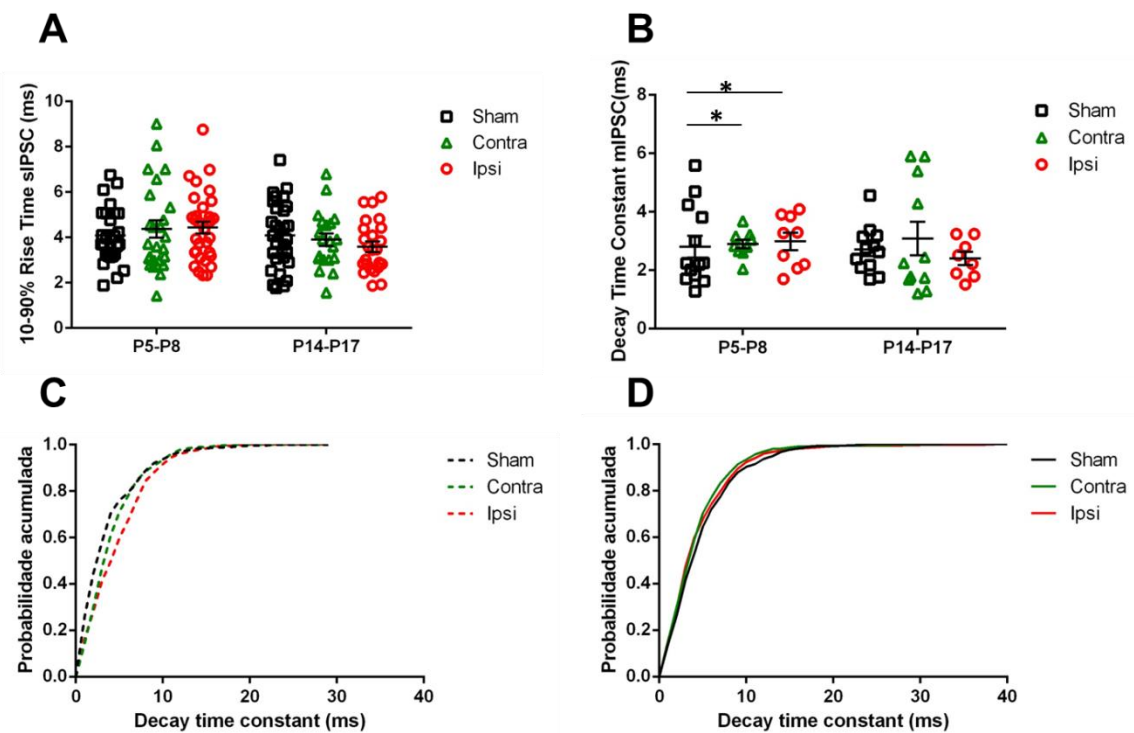 A
10-90% Rise Time sIPSC (ms)
10
8
6
4
2
0
P5-P8
P14-P17
Sham
Contra
Ipsi
B
Decay Time Constant mIPSC(ms)
8
6
4
2
0
*
*
P5-P8
P14-P17
Sham
Contra
Ipsi
C
Probabilidade acumulada
1.0
0.8
0.6
0.4
0.2
0.0
0
10
20
30
40
Decay time constant (ms)
Sham
Contra
Ipsi
D
Probabilidade acumulada
1.0
0.8
0.6
0.4
0.2
0.0
0
10
20
30
40
Decay time constant (ms)
Sham
Contra
Ipsi